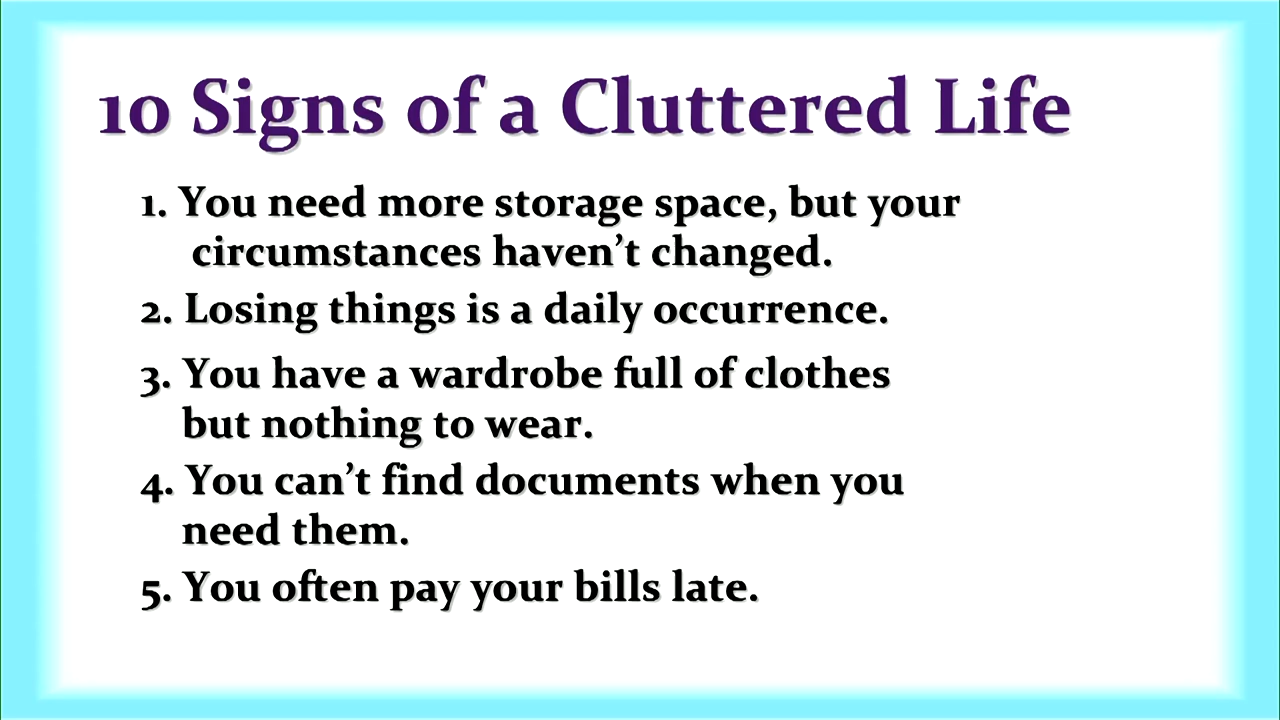 10 Signs of a Cluttered Life
1. You need more storage space, but your
circumstances haven’t changed.
2. Losing things is a daily occurrence.
3. You have a wardrobe full of clothes
but nothing to wear.
4. You can’t find documents when you
need them.
5. You often pay your bills late.